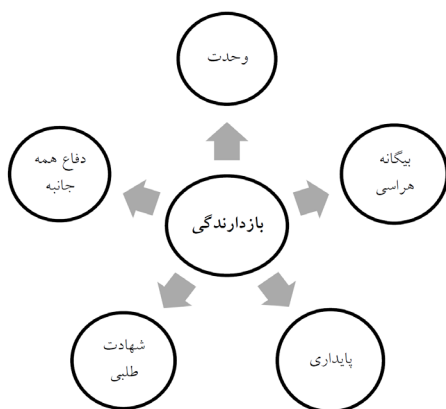 وحدت
بیگانه
هراسی
دفاع همه
جانبه
بازدارندگی
پایداری
شهادت
طلبی